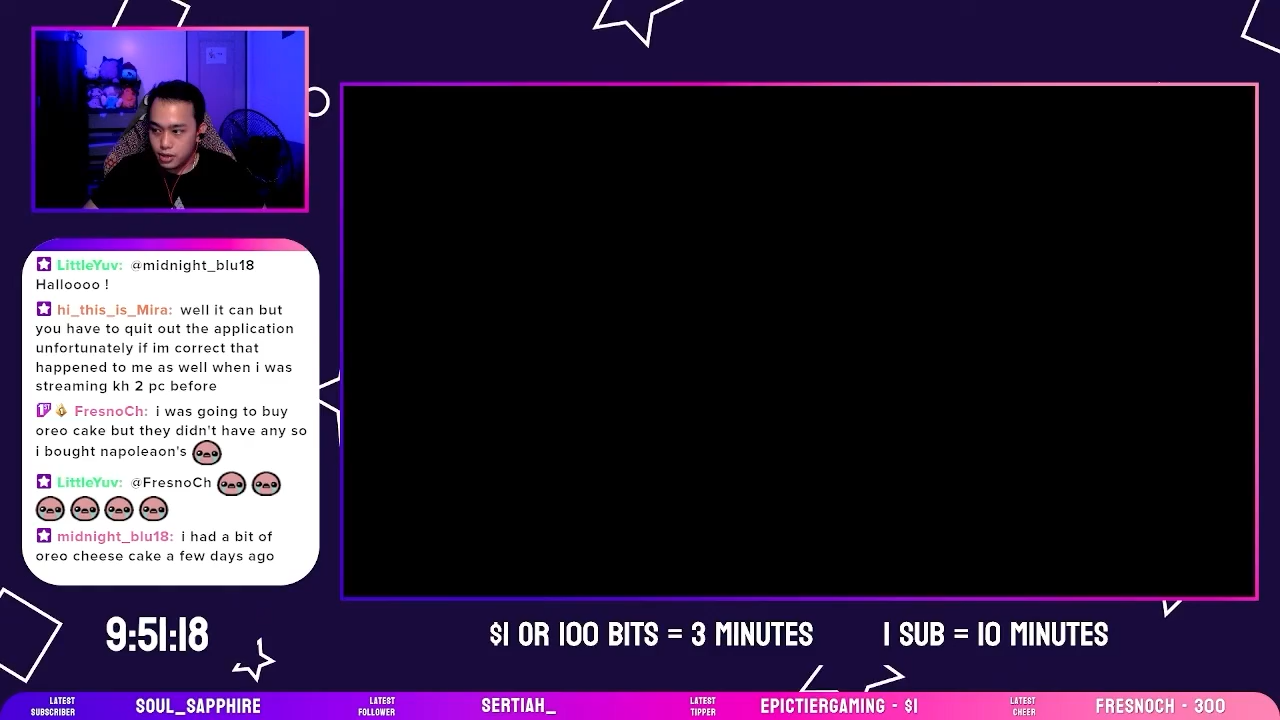 LittleYuv: @midnight_blu18
Halloooo !
hi_this_is_Mira: well it can but
you have to quit out the application
unfortunately if im correct that
happened to me as well when i was
streaming kh 2 pc before
FresnoCh: i was going to buy
oreo cake but they didn't have any so
i bought napoleaon's
LittleYuv: @FresnoCh
midnight_blu18: i had a bit of
oreo cheese cake a few days ago
9:51:18
$1 OR 100 BITS = 3 MINUTES
1 SUB = 10 MINUTES
LATEST
SUBSCRIBER
SOUL_SAPPHIRE
LATEST
FOLLOWER
SERTIAH_
LATEST
TIPPER
EPICTIERGAMING - $1
LATEST
CHEER
FRESNOCH - 300